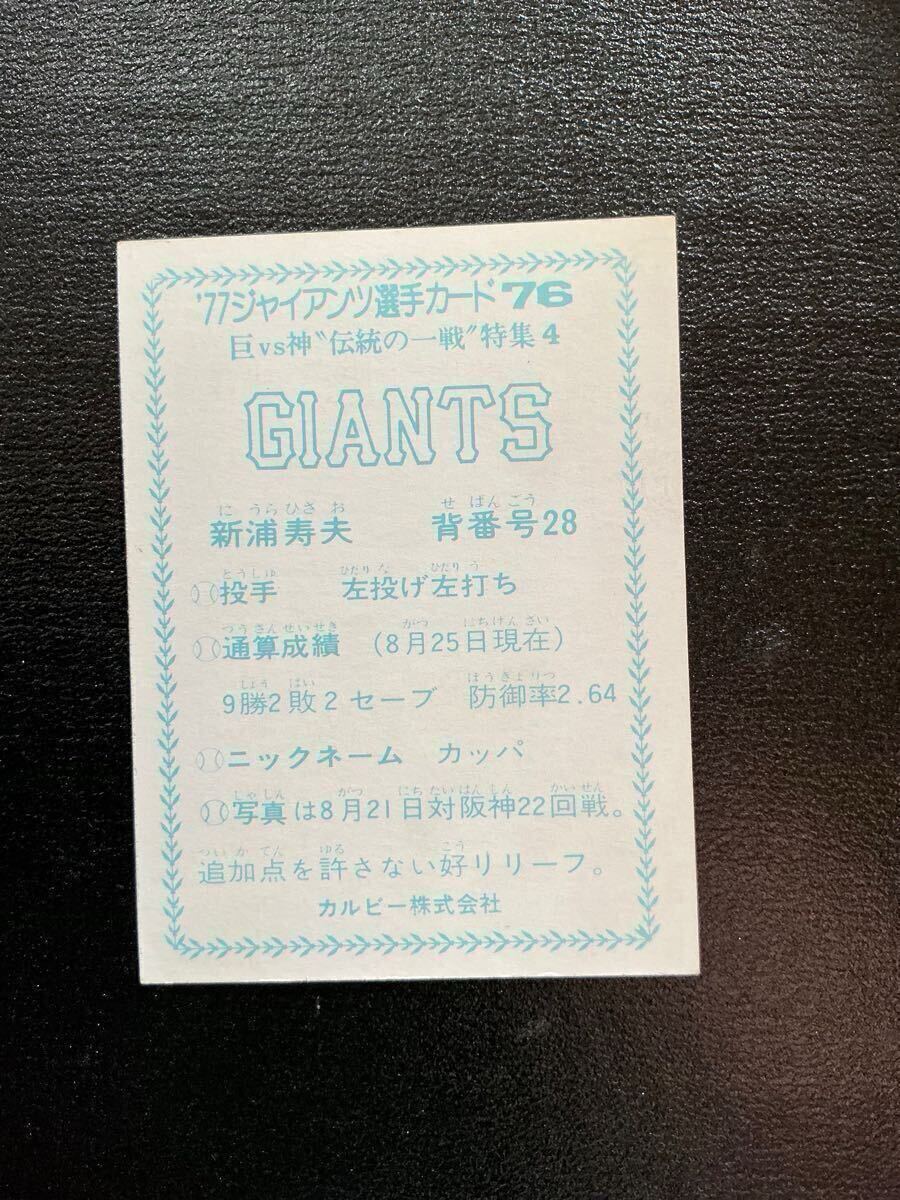 '77ジャイアンツ選手カード 76
巨vs神〝伝統の一戦〟特集4
GIANTS
にうらひさお せばんごう
新浦寿夫 背番号28
とうしゅ ひだりな ひだりう
投手 左投げ左打ち
つうさんせいせき がつ にちげんざい
通算成績 (8月25日現在)
しょう はい ぼうぎょりつ
9勝2敗2セーブ 防御率2.64
ニックネーム カッパ
しゃしん がつ にちたいはんしん かいせん
写真は8月21日対阪神22回戦。
ついかてん ゆる こう
追加点を許さない好リリーフ。
カルビー株式会社